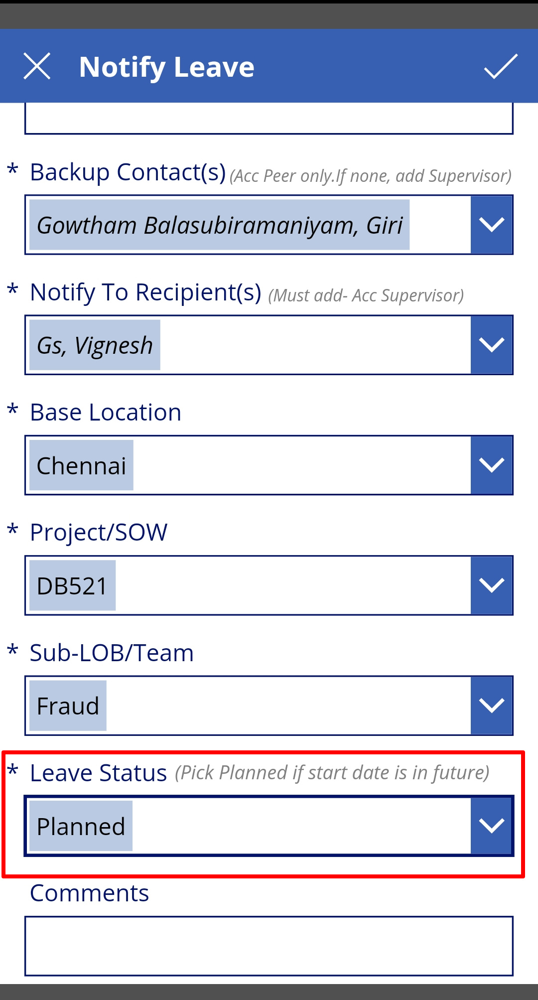 Notify Leave
* Backup Contact(s) (Acc Peer only.If none, add Supervisor)
Gowtham Balasubiramaniyam, Giri
* Notify To Recipient(s) (Must add- Acc Supervisor)
Gs, Vignesh
* Base Location
Chennai
* Project/SOW
DB521
* Sub-LOB/Team
Fraud
* Leave Status (Pick Planned if start date is in future)
Planned
Comments